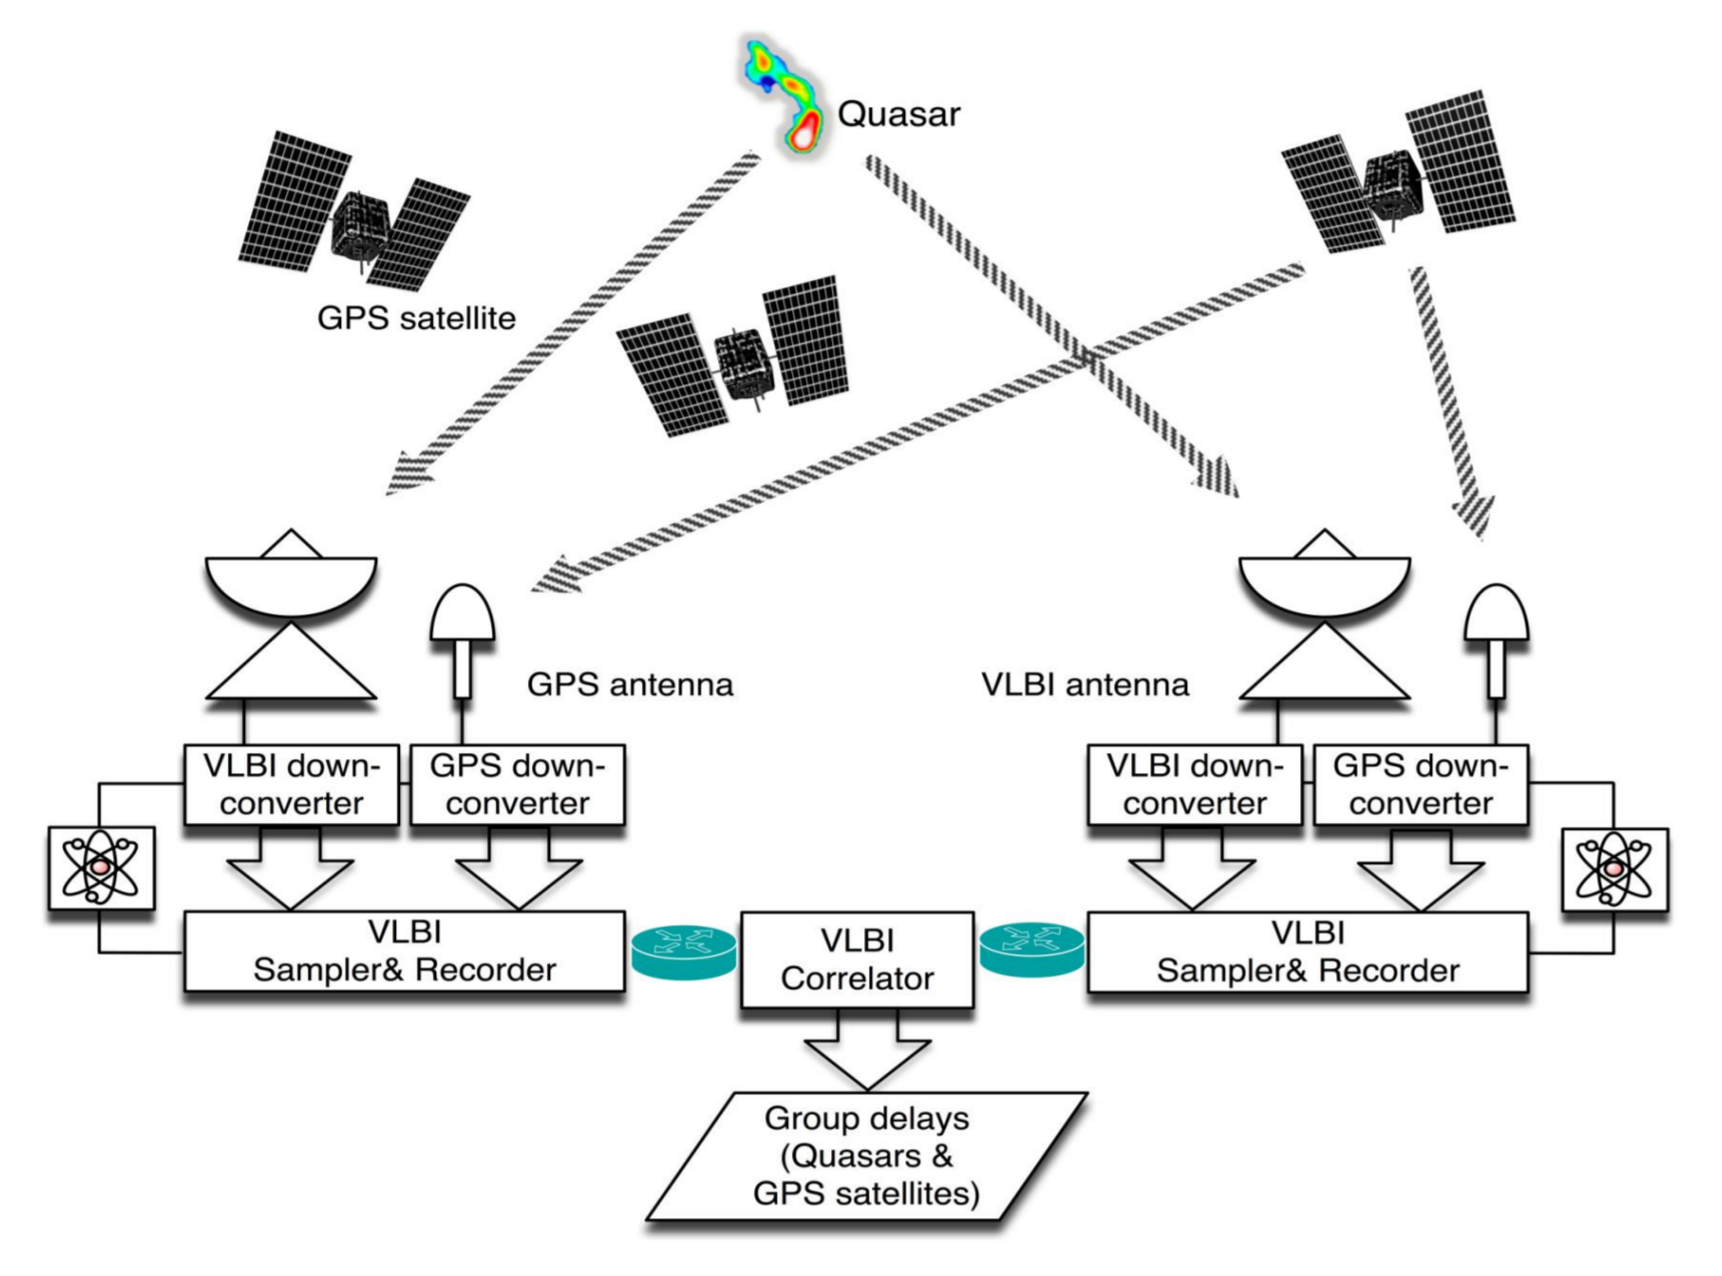 Quasar
GPS satellite
GPS antenna
VLBI antenna
VLBI down-
converter
GPS down-
converter
VLBI down-
converter
GPS down-
converter
VLBI
Sampler& Recorder
VLBI
Correlator
VLBI
Sampler& Recorder
Group delays
(Quasars &
GPS satellites)